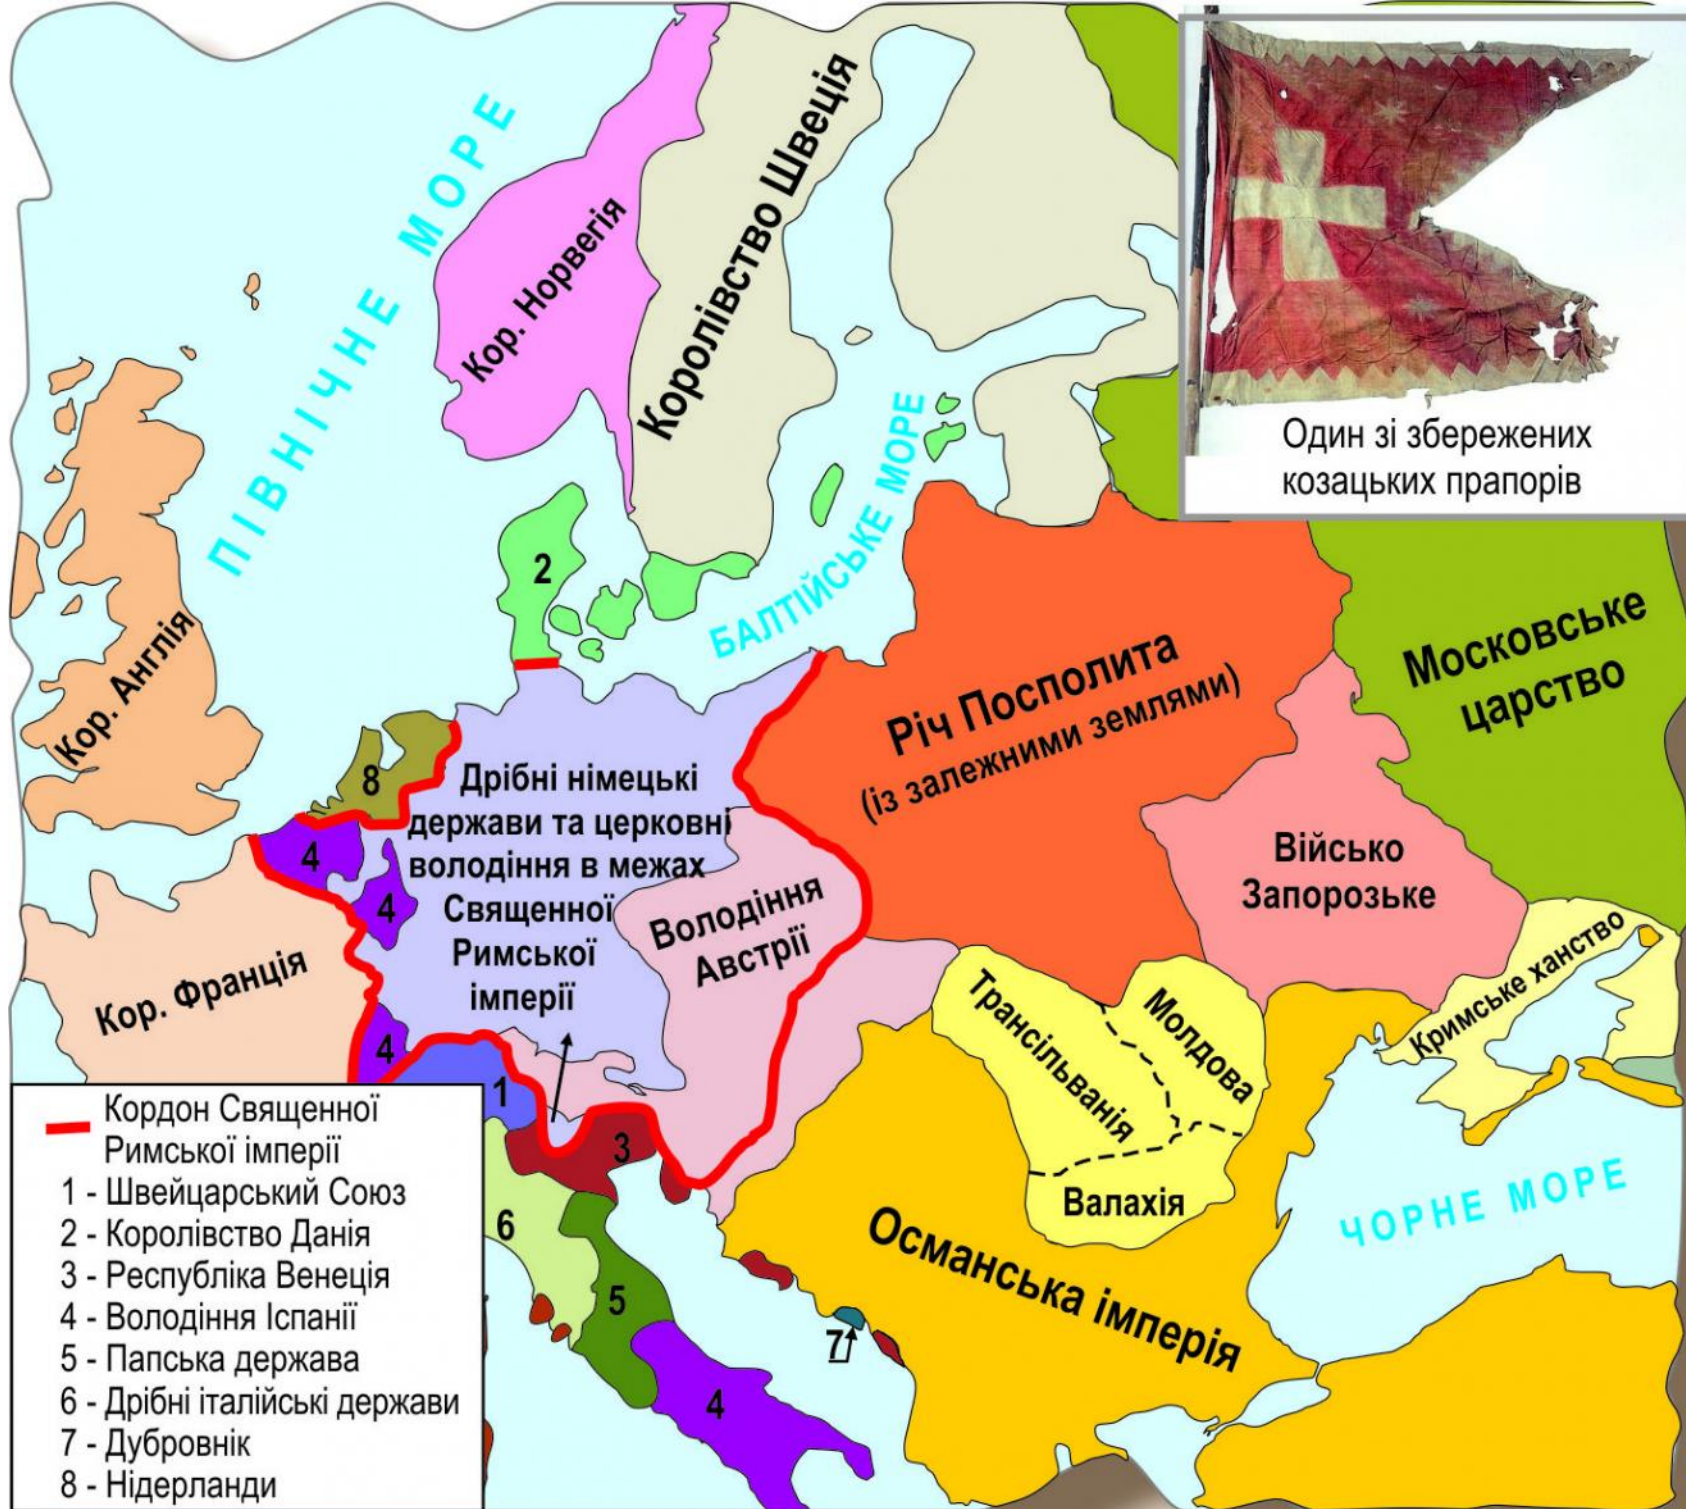 ПІВНІЧНЕ МОРЕ
Кор. Норвегія
Королівство Швеція
БАЛТІЙСЬКЕ МОРЕ
Один зі збережених
козацьких прапорів
Кор. Англія
2
8
4
4
4
Дрібні німецькі
держави та церковні
володіння в межах
Священної
Римської
імперії
Володіння
Австрії
Річ Посполита
(із залежними землями)
Московське
царство
Військо
Запорозьке
Кор. Франція
Кримське ханство
Трансільванія
Молдова
Валахія
ЧОРНЕ МОРЕ
Османська імперія
1
3
6
5
7
4
Кордон Священної
Римської імперії
1 - Швейцарський Союз
2 - Королівство Данія
3 - Республіка Венеція
4 - Володіння Іспанії
5 - Папська держава
6 - Дрібні італійські держави
7 - Дубровнік
8 - Нідерланди